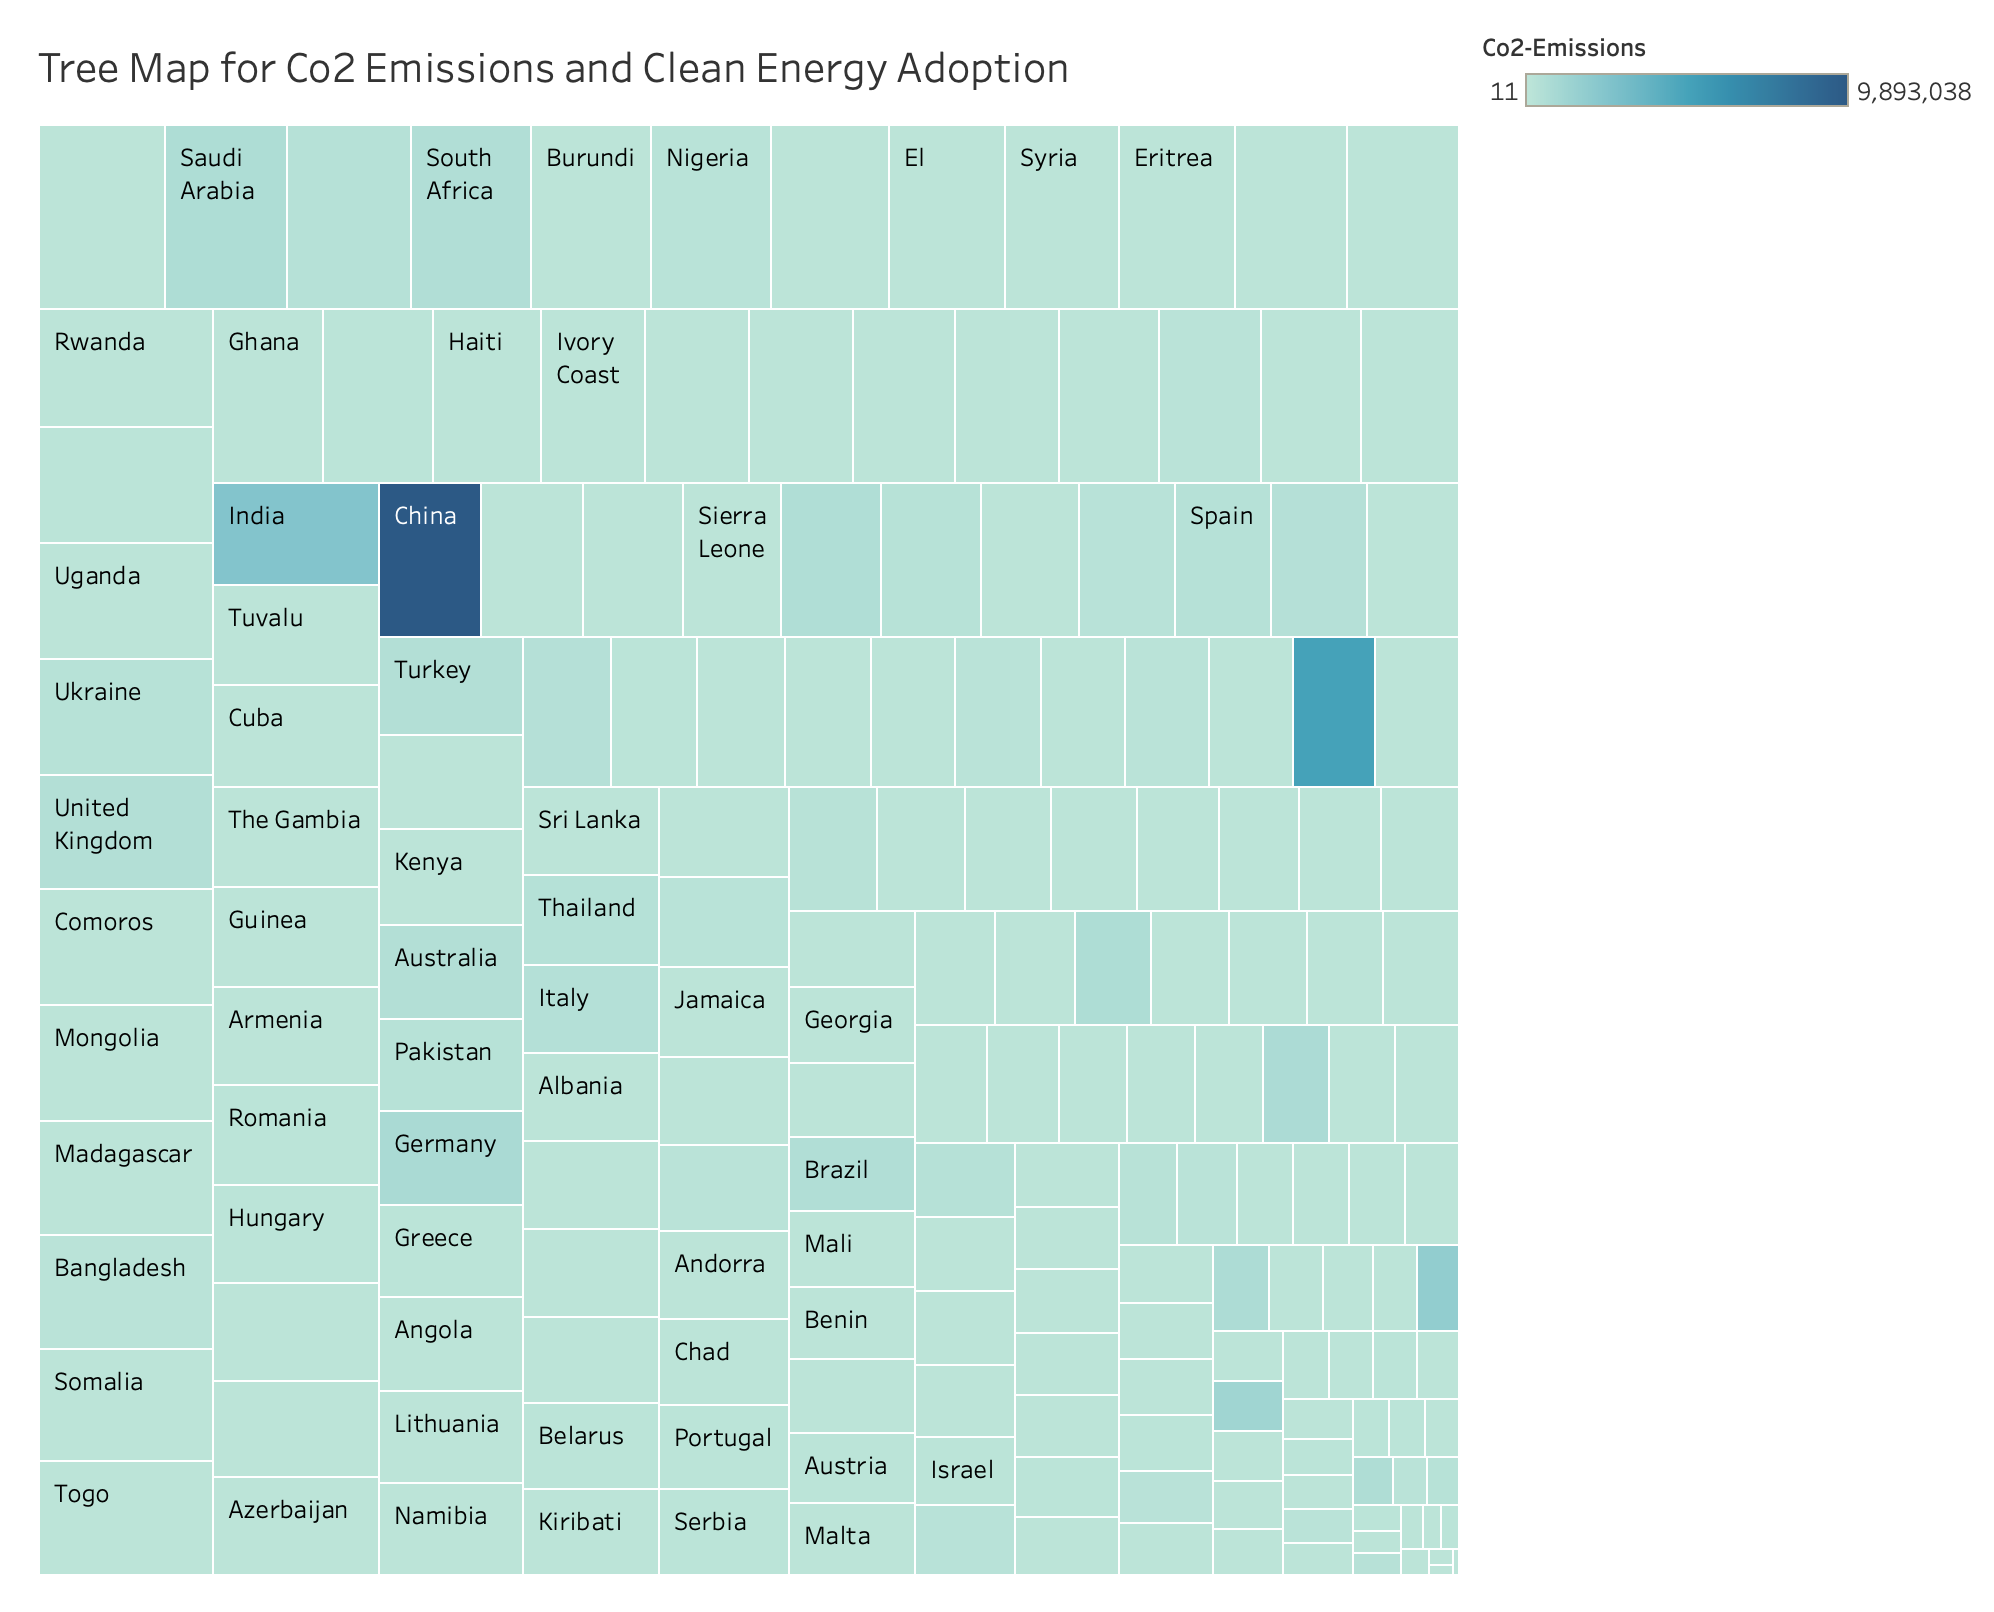 Tree Map for Co2 Emissions and Clean Energy Adoption
Co2-Emissions
11
9,893,038
Saudi
Arabia
South
Africa
Burundi
Nigeria
El
Syria
Eritrea
Rwanda
Ghana
Haiti
Ivory
Coast
India
China
Sierra
Leone
Spain
Uganda
Tuvalu
Turkey
Ukraine
Cuba
United
Kingdom
The Gambia
Kenya
Sri Lanka
Comoros
Guinea
Australia
Thailand
Mongolia
Armenia
Pakistan
Italy
Jamaica
Georgia
Madagascar
Romania
Germany
Albania
Brazil
Bangladesh
Hungary
Greece
Andorra
Mali
Somalia
Angola
Chad
Benin
Togo
Azerbaijan
Lithuania
Namibia
Belarus
Kiribati
Portugal
Serbia
Austria
Malta
Israel